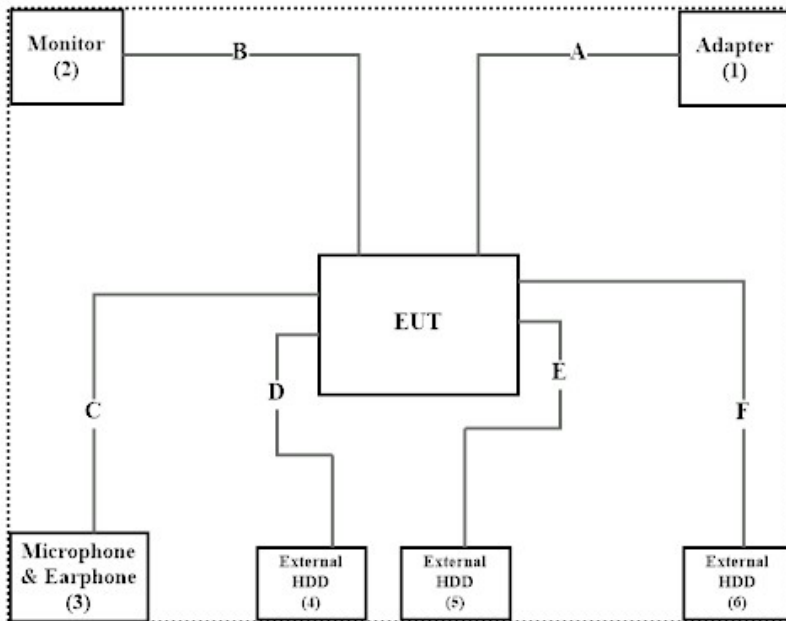 Monitor
(2)
B
A
Adapter
(1)
EUT
C
D
E
F
Microphone
& Earphone
(3)
External
HDD
(4)
External
HDD
(5)
External
HDD
(6)